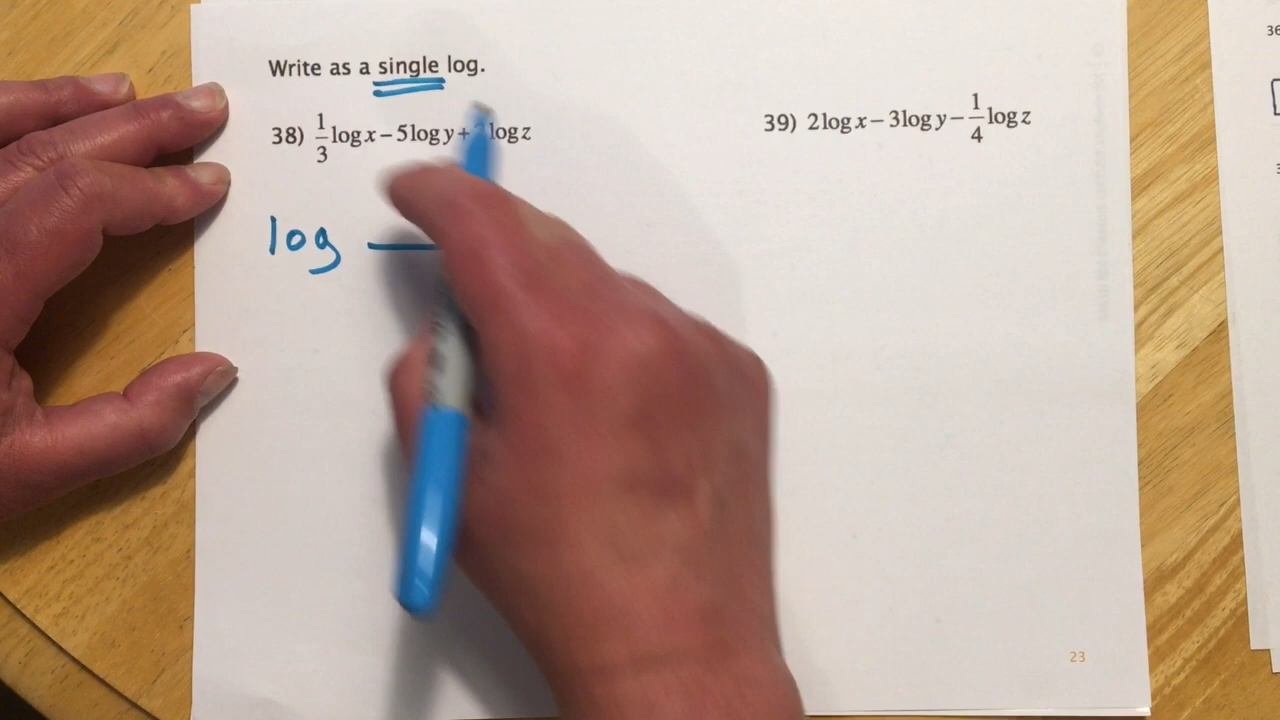 Write as a single log.
38) 1/3 log x − 5 log y + log z
39) 2 log x − 3 log y − 1/4 log z
log
23
36